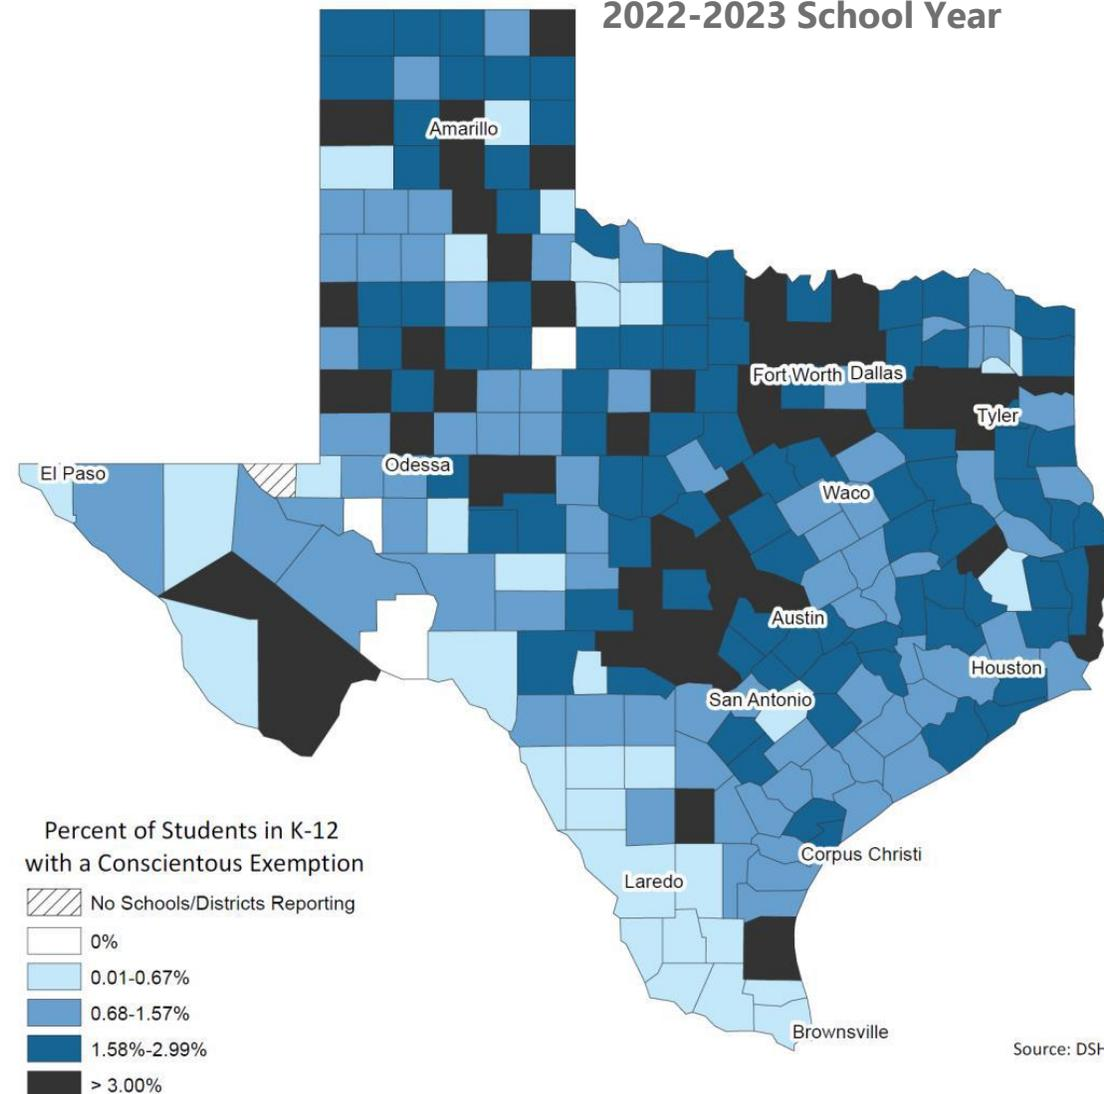 2022-2023 School Year
Amarillo
Fort Worth Dallas
Tyler
Odessa
El Paso
Waco
Austin
Houston
San Antonio
Percent of Students in K-12
with a Conscientous Exemption
Corpus Christi
Laredo
No Schools/Districts Reporting
0%
0.01-0.67%
0.68-1.57%
Brownsville
1.58%-2.99%
Source: DSH
> 3.00%